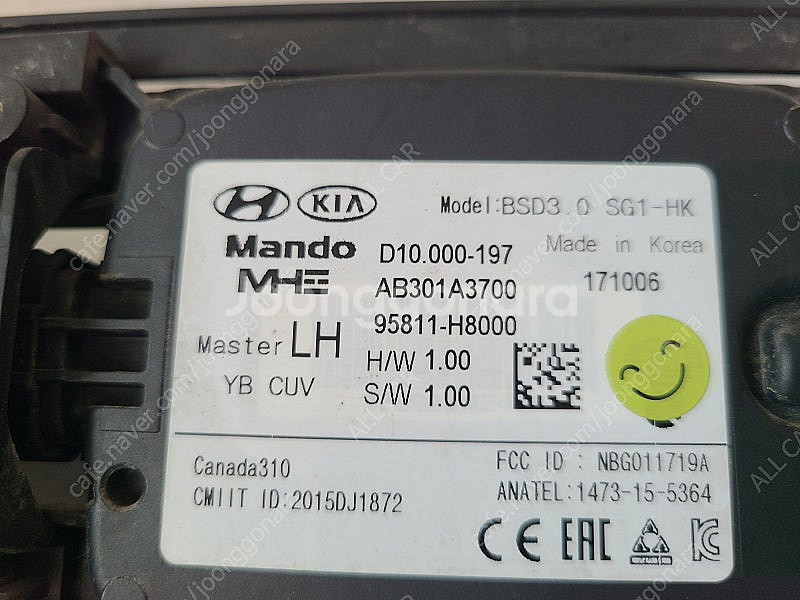 HYUNDAI KIA Model:BSD3.0 SG1-HK
Mando D10.000-197 Made in Korea
MHE AB301A3700 171006
95811-H8000
Master LH H/W 1.00
YB CUV S/W 1.00
Canada310 FCC ID : NBG011719A
CMIIT ID:2015DJ1872 ANATEL:1473-15-5364
CE EAC KC
Joonggonara
cafe.naver.com/joonggonara
ALL CAR